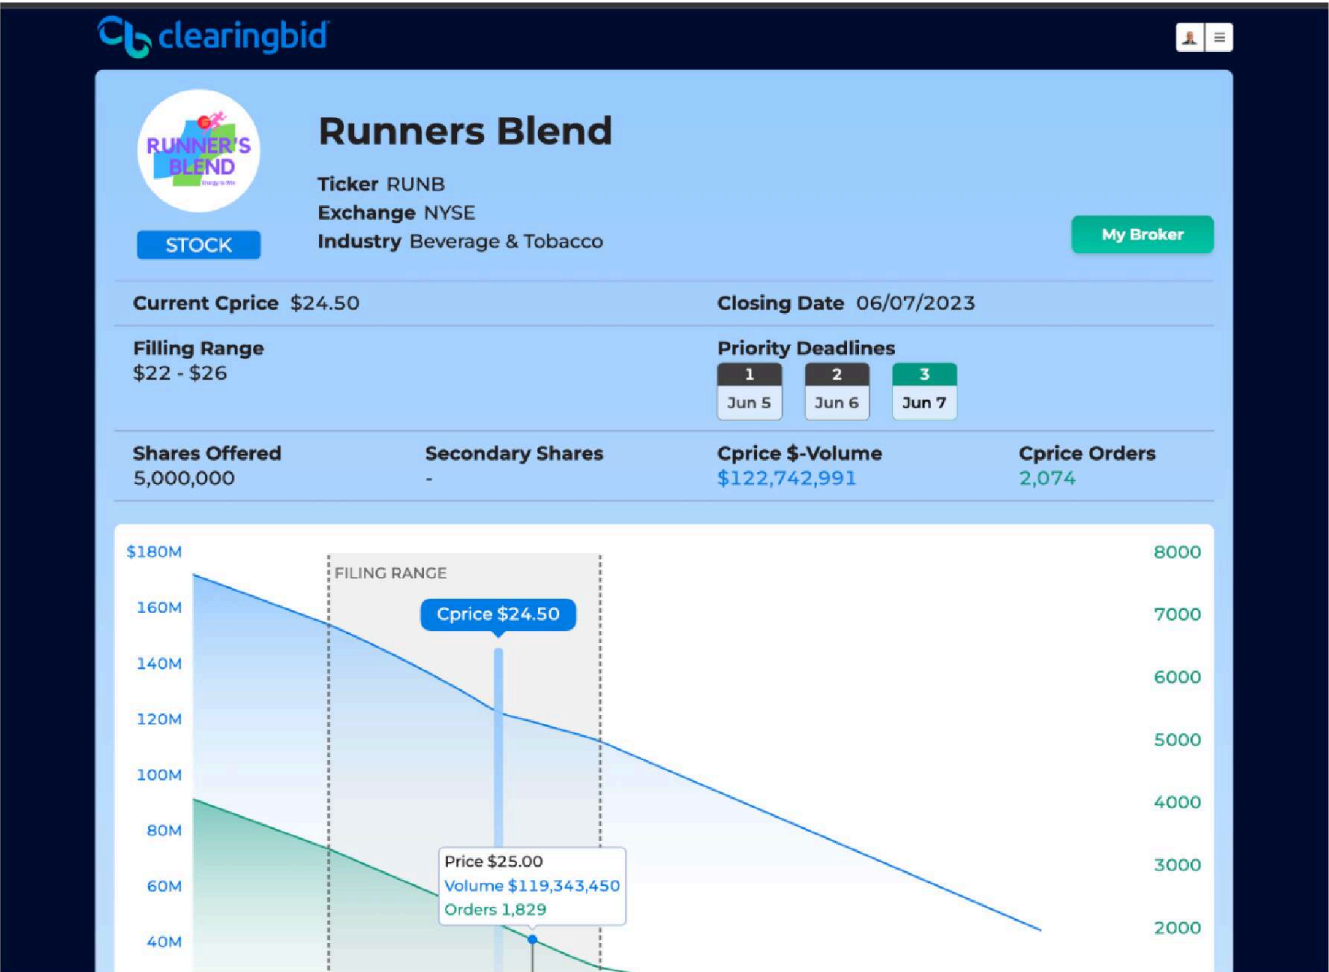 clearingbid
RUNNER'S
BLEND
Energy to Win
STOCK
Runners Blend
Ticker RUNB
Exchange NYSE
Industry Beverage & Tobacco
My Broker
Current Cprice $24.50
Closing Date 06/07/2023
Filling Range
$22 - $26
Priority Deadlines
1 2 3
Jun 5 Jun 6 Jun 7
Shares Offered Secondary Shares Cprice $-Volume Cprice Orders
5,000,000 - $122,742,991 2,074
$180M
160M
140M
120M
100M
80M
60M
40M
FILING RANGE
Cprice $24.50
Price $25.00
Volume $119,343,450
Orders 1,829
8000
7000
6000
5000
4000
3000
2000